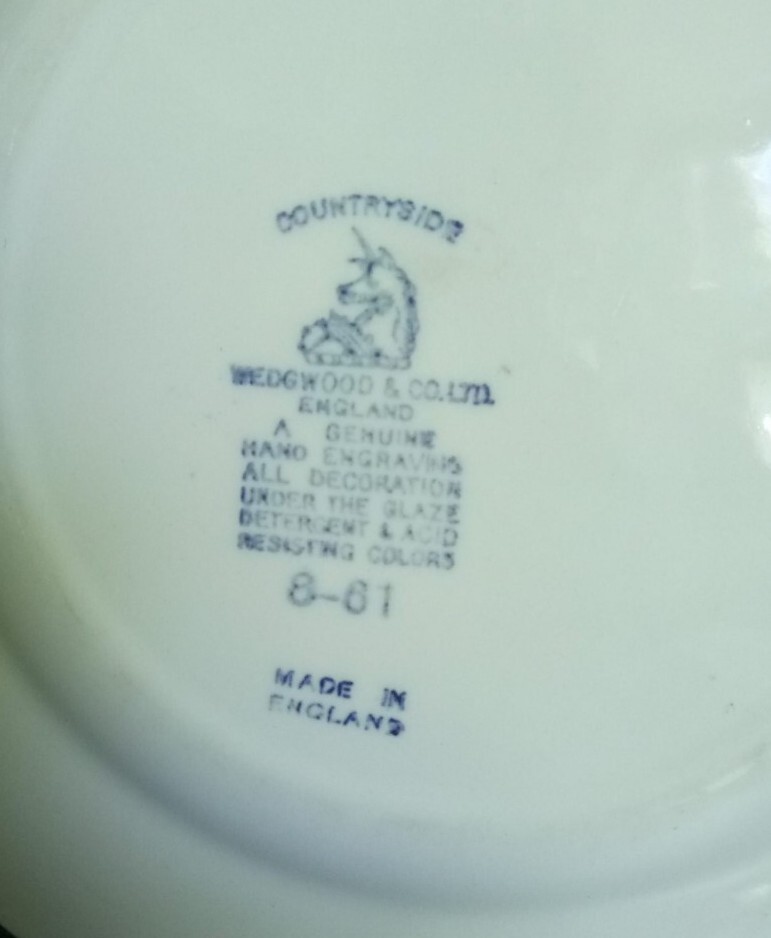 COUNTRYSIDE
WEDGWOOD & CO. LTD.
ENGLAND
A GENUINE
HAND ENGRAVING
ALL DECORATION
UNDER THE GLAZE
DETERGENT & ACID
RESISTING COLORS
8-61
MADE IN
ENGLAND